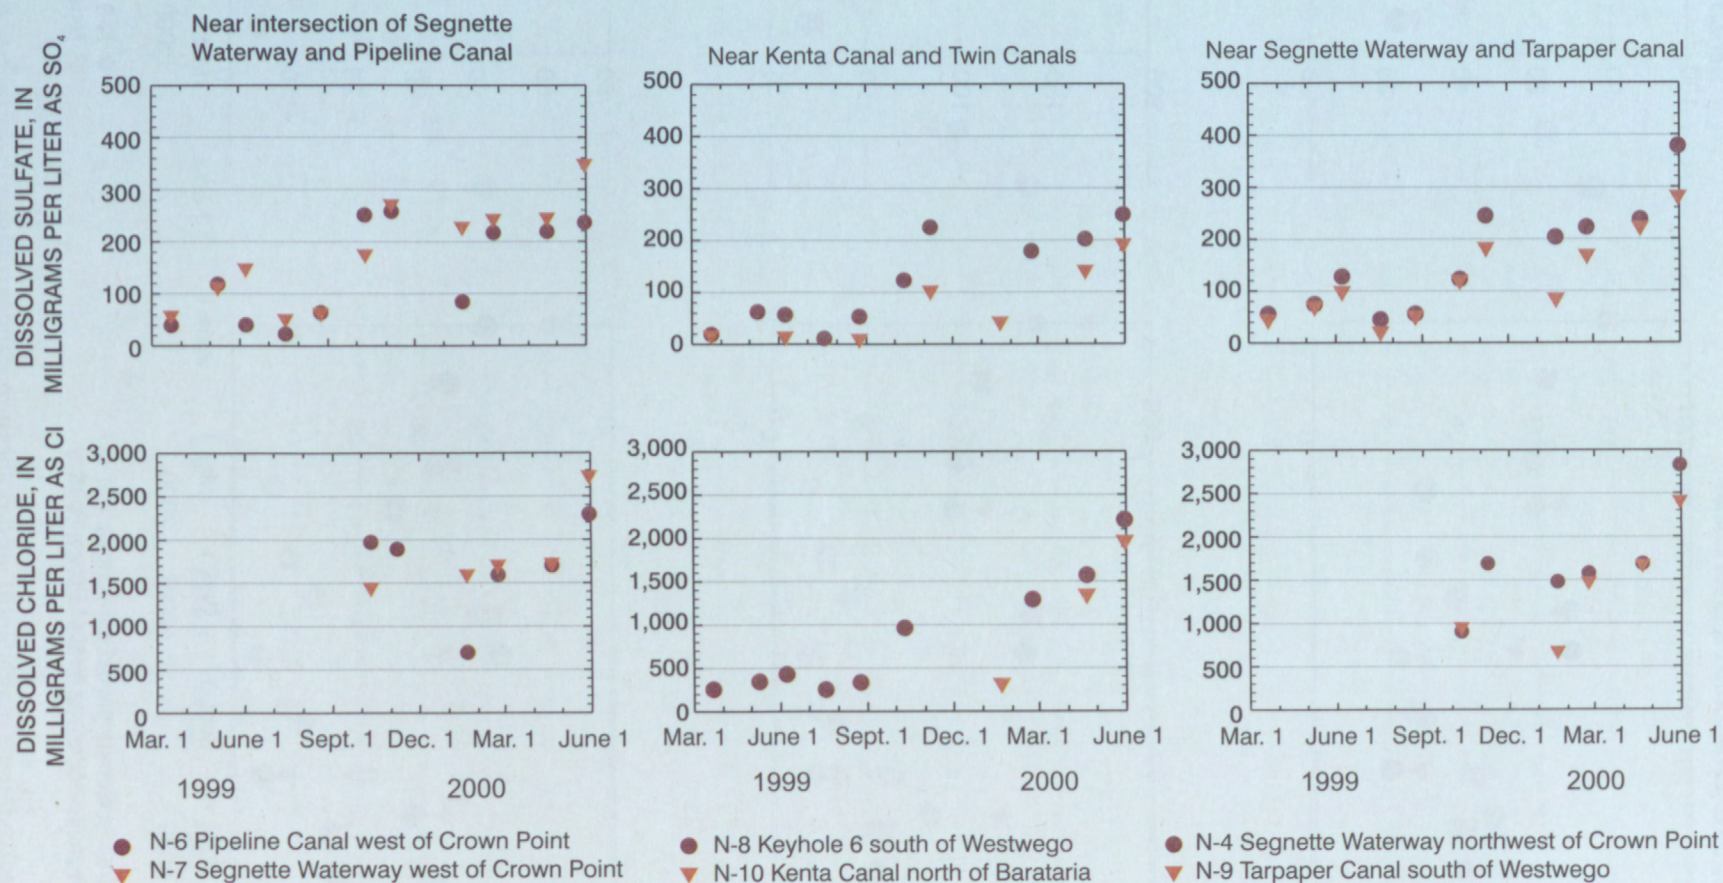 Near intersection of Segnette
Waterway and Pipeline Canal
Near Kenta Canal and Twin Canals
Near Segnette Waterway and Tarpaper Canal
DISSOLVED SULFATE, IN
MILLIGRAMS PER LITER AS SO₄
500
400
300
200
100
0
500
400
300
200
100
0
500
400
300
200
100
0
DISSOLVED CHLORIDE, IN
MILLIGRAMS PER LITER AS Cl
3,000
2,500
2,000
1,500
1,000
500
0
3,000
2,500
2,000
1,500
1,000
500
0
3,000
2,500
2,000
1,500
1,000
500
0
Mar. 1 June 1 Sept. 1 Dec. 1 Mar. 1 June 1
Mar. 1 June 1 Sept. 1 Dec. 1 Mar. 1 June 1
Mar. 1 June 1 Sept. 1 Dec. 1 Mar. 1 June 1
1999 2000
1999 2000
1999 2000
N-6 Pipeline Canal west of Crown Point
N-7 Segnette Waterway west of Crown Point
N-8 Keyhole 6 south of Westwego
N-10 Kenta Canal north of Barataria
N-4 Segnette Waterway northwest of Crown Point
N-9 Tarpaper Canal south of Westwego